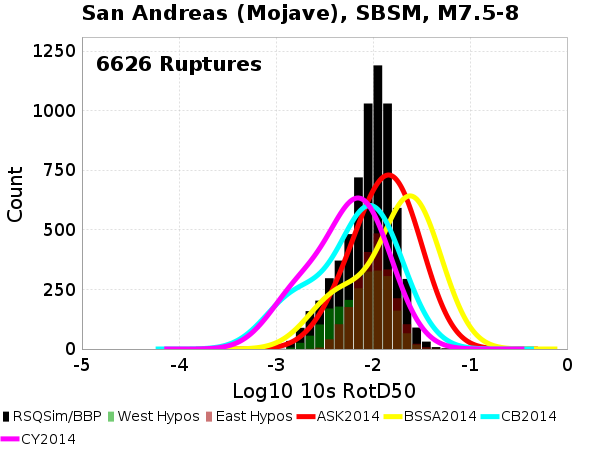 San Andreas (Mojave), SBSM, M7.5-8
6626 Ruptures
1250
1000
750
500
250
0
Count
-5 -4 -3 -2 -1 0
Log10 10s RotD50
RSQSim/BBP West Hypos East Hypos ASK2014 BSSA2014 CB2014
CY2014